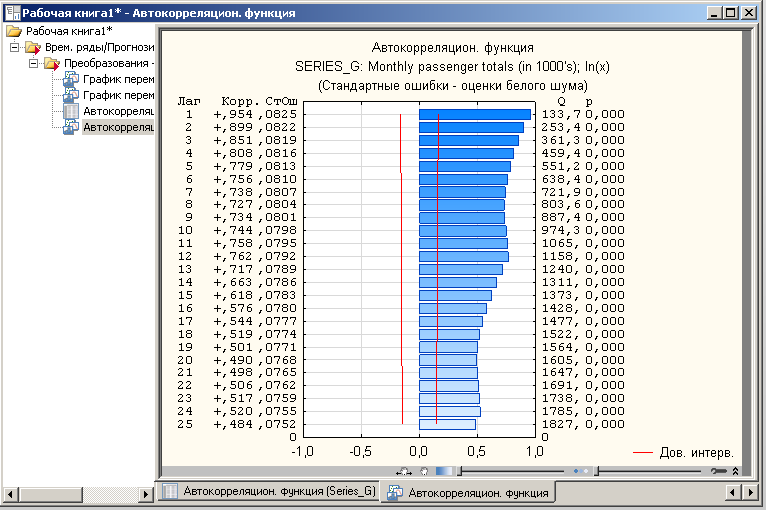 Рабочая книга1* - Автокорреляцион. функция
Рабочая книга1*
Врем. ряды/Прогнози
Преобразования -
График перем
График перем
Автокорреляц
Автокорреляц
Автокорреляцион. функция
SERIES_G: Monthly passenger totals (in 1000's); ln(x)
(Стандартные ошибки - оценки белого шума)
Лаг Корр. СтОш Q p
1 +,954 ,0825 133,7 0,000
2 +,899 ,0822 253,4 0,000
3 +,851 ,0819 361,3 0,000
4 +,808 ,0816 459,4 0,000
5 +,779 ,0813 551,2 0,000
6 +,756 ,0810 638,4 0,000
7 +,738 ,0807 721,9 0,000
8 +,727 ,0804 803,6 0,000
9 +,734 ,0801 887,4 0,000
10 +,744 ,0798 974,3 0,000
11 +,758 ,0795 1065, 0,000
12 +,762 ,0792 1158, 0,000
13 +,717 ,0789 1240, 0,000
14 +,663 ,0786 1311, 0,000
15 +,618 ,0783 1373, 0,000
16 +,576 ,0780 1428, 0,000
17 +,544 ,0777 1477, 0,000
18 +,519 ,0774 1522, 0,000
19 +,501 ,0771 1564, 0,000
20 +,490 ,0768 1605, 0,000
21 +,498 ,0765 1647, 0,000
22 +,506 ,0762 1691, 0,000
23 +,517 ,0759 1738, 0,000
24 +,520 ,0755 1785, 0,000
25 +,484 ,0752 1827, 0,000
0 0
-1,0 -0,5 0,0 0,5 1,0
Дов. интерв.
Автокорреляцион. функция (Series_G) Автокорреляцион. функция